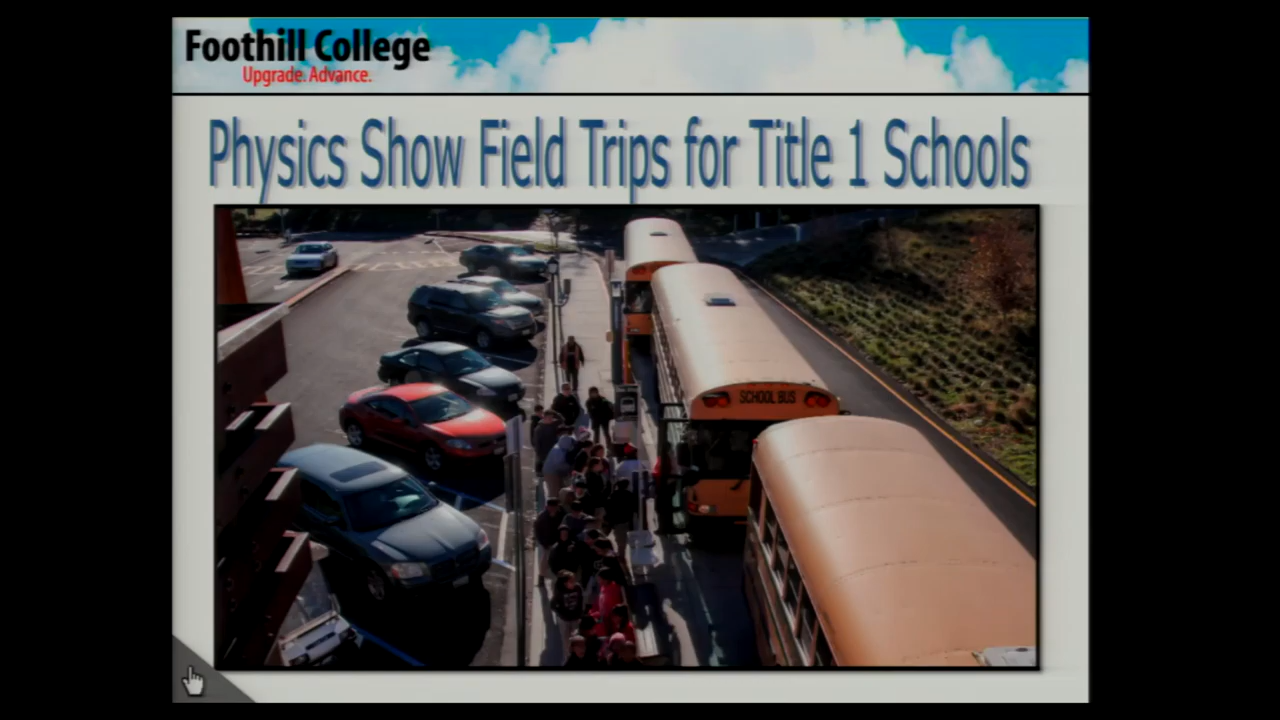 Foothill College
Upgrade. Advance.
Physics Show Field Trips for Title 1 Schools
SCHOOL BUS